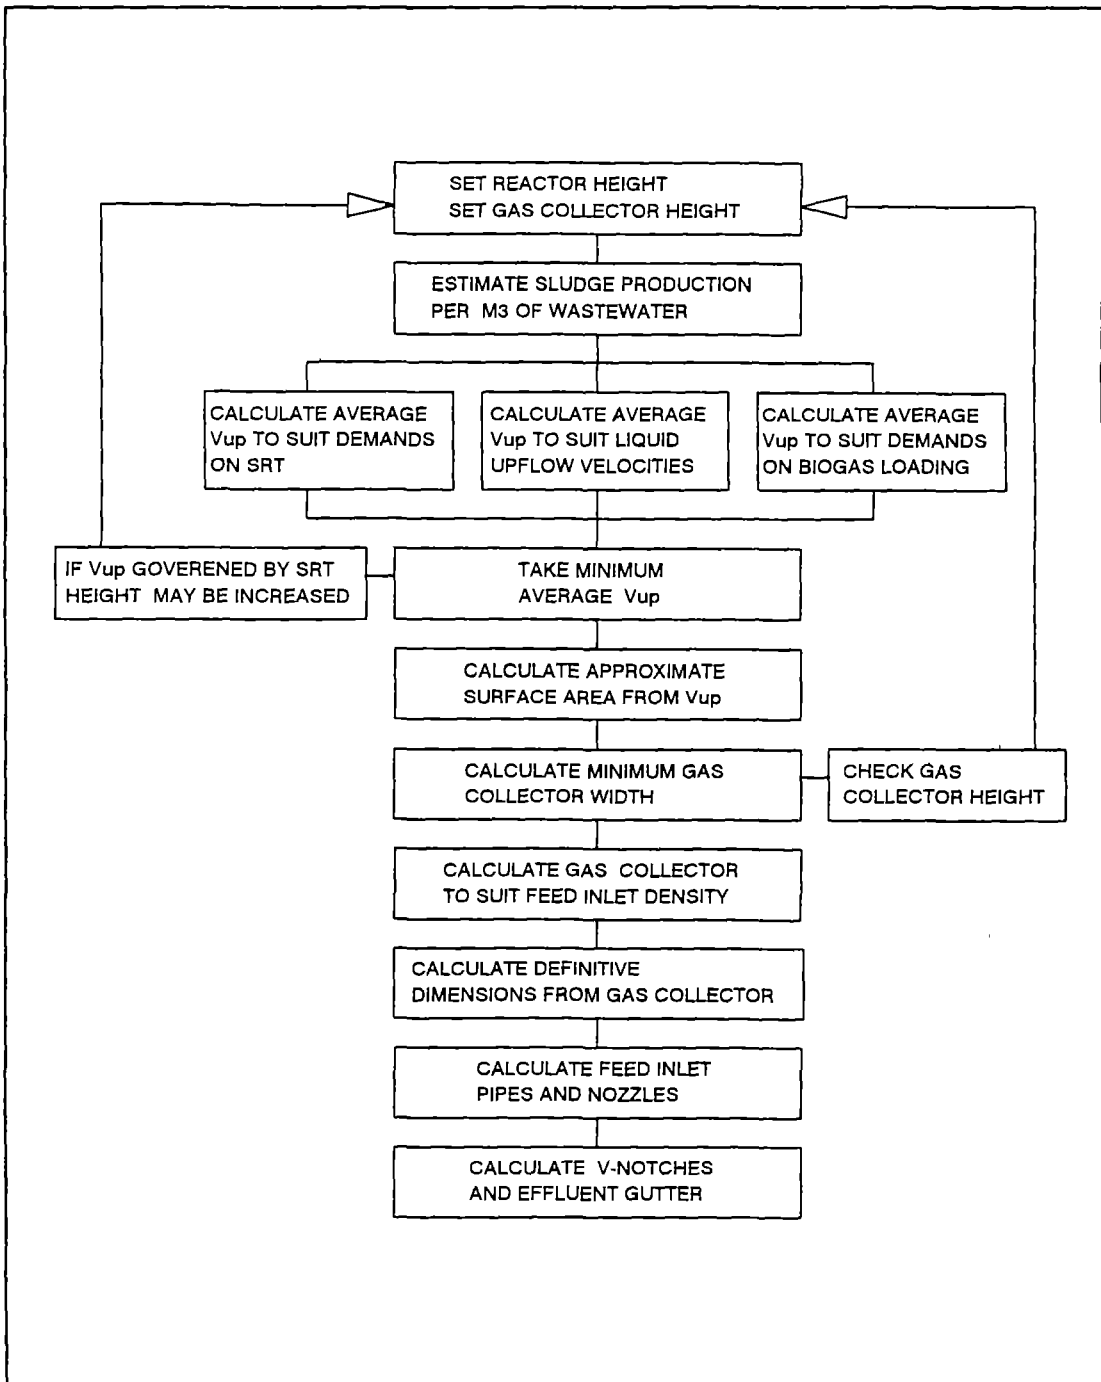 SET REACTOR HEIGHT
SET GAS COLLECTOR HEIGHT
ESTIMATE SLUDGE PRODUCTION
PER M3 OF WASTEWATER
CALCULATE AVERAGE
Vup TO SUIT DEMANDS
ON SRT
CALCULATE AVERAGE
Vup TO SUIT LIQUID
UPFLOW VELOCITIES
CALCULATE AVERAGE
Vup TO SUIT DEMANDS
ON BIOGAS LOADING
IF Vup GOVERENED BY SRT
HEIGHT MAY BE INCREASED
TAKE MINIMUM
AVERAGE Vup
CALCULATE APPROXIMATE
SURFACE AREA FROM Vup
CALCULATE MINIMUM GAS
COLLECTOR WIDTH
CHECK GAS
COLLECTOR HEIGHT
CALCULATE GAS COLLECTOR
TO SUIT FEED INLET DENSITY
CALCULATE DEFINITIVE
DIMENSIONS FROM GAS COLLECTOR
CALCULATE FEED INLET
PIPES AND NOZZLES
CALCULATE V-NOTCHES
AND EFFLUENT GUTTER